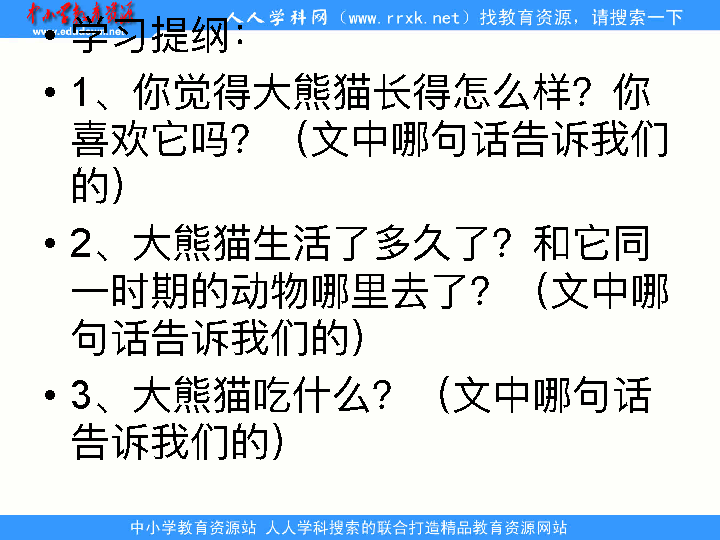 中小学教育资源
www.edudown.net
人人学科网（www.rrxk.net）找教育资源，请搜索一下
• 学习提纲：
• 1、你觉得大熊猫长得怎么样？你
喜欢它吗？（文中哪句话告诉我们
的）
• 2、大熊猫生活了多久了？和它同
一时期的动物哪里去了？（文中哪
句话告诉我们的）
• 3、大熊猫吃什么？（文中哪句话
告诉我们的）
中小学教育资源站 人人学科搜索的联合打造精品教育资源网站